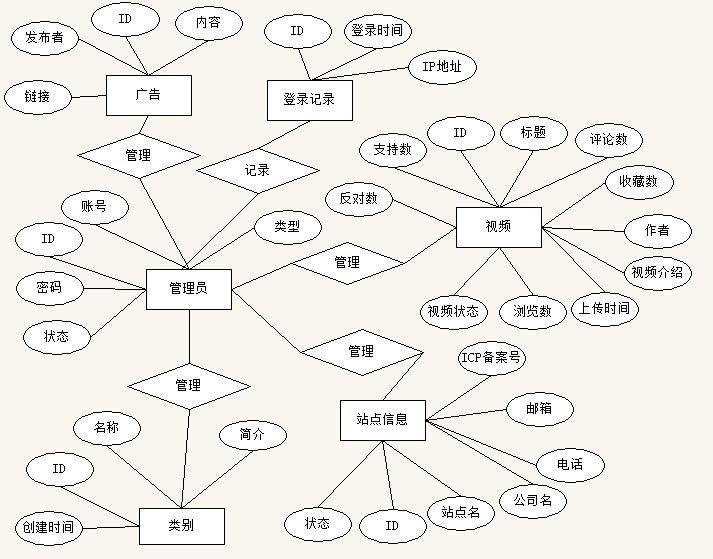 ID
内容
发布者
链接
广告
ID
登录时间
IP地址
登录记录
管理
记录
支持数
ID
标题
评论数
收藏数
反对数
视频
作者
视频介绍
视频状态
浏览数
上传时间
账号
类型
ID
密码
状态
管理员
管理
管理
ICP备案号
邮箱
站点信息
电话
公司名
站点名
ID
状态
管理
名称
简介
ID
创建时间
类别